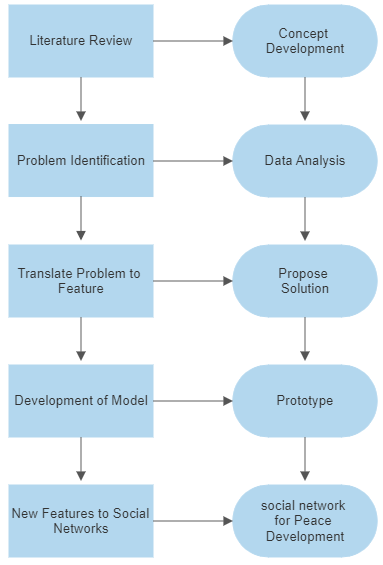 Literature Review
Concept
Development
Problem Identification
Data Analysis
Translate Problem to
Feature
Propose
Solution
Development of Model
Prototype
New Features to Social
Networks
social network
for Peace
Development